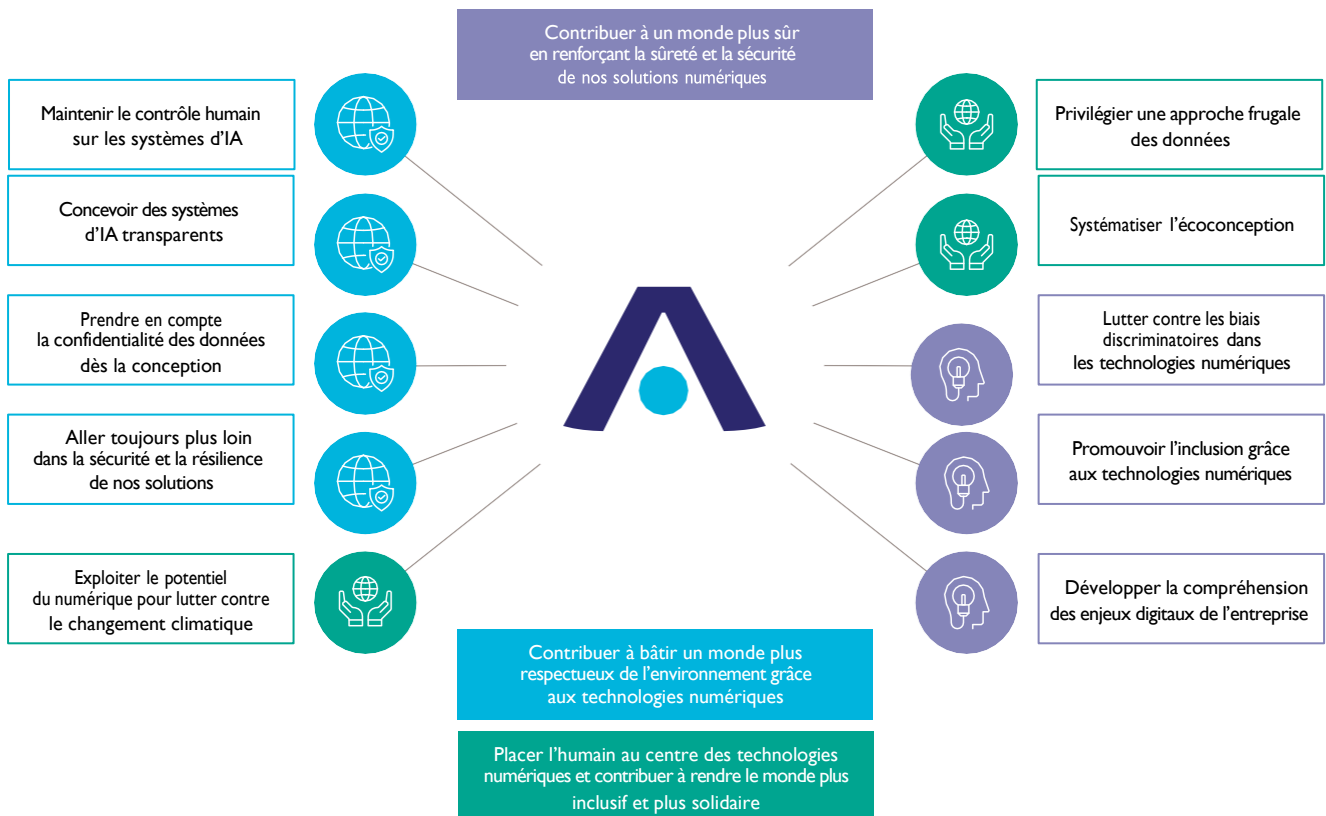 Contribuer à un monde plus sûr
en renforçant la sûreté et la sécurité
de nos solutions numériques
Maintenir le contrôle humain
sur les systèmes d’IA
Concevoir des systèmes
d’IA transparents
Prendre en compte
la confidentialité des données
dès la conception
Aller toujours plus loin
dans la sécurité et la résilience
de nos solutions
Exploiter le potentiel
du numérique pour lutter contre
le changement climatique
Privilégier une approche frugale
des données
Systématiser l’écoconception
Lutter contre les biais
discriminatoires dans
les technologies numériques
Promouvoir l’inclusion grâce
aux technologies numériques
Développer la compréhension
des enjeux digitaux de l’entreprise
Contribuer à bâtir un monde plus
respectueux de l’environnement grâce
aux technologies numériques
Placer l’humain au centre des technologies
numériques et contribuer à rendre le monde plus
inclusif et plus solidaire